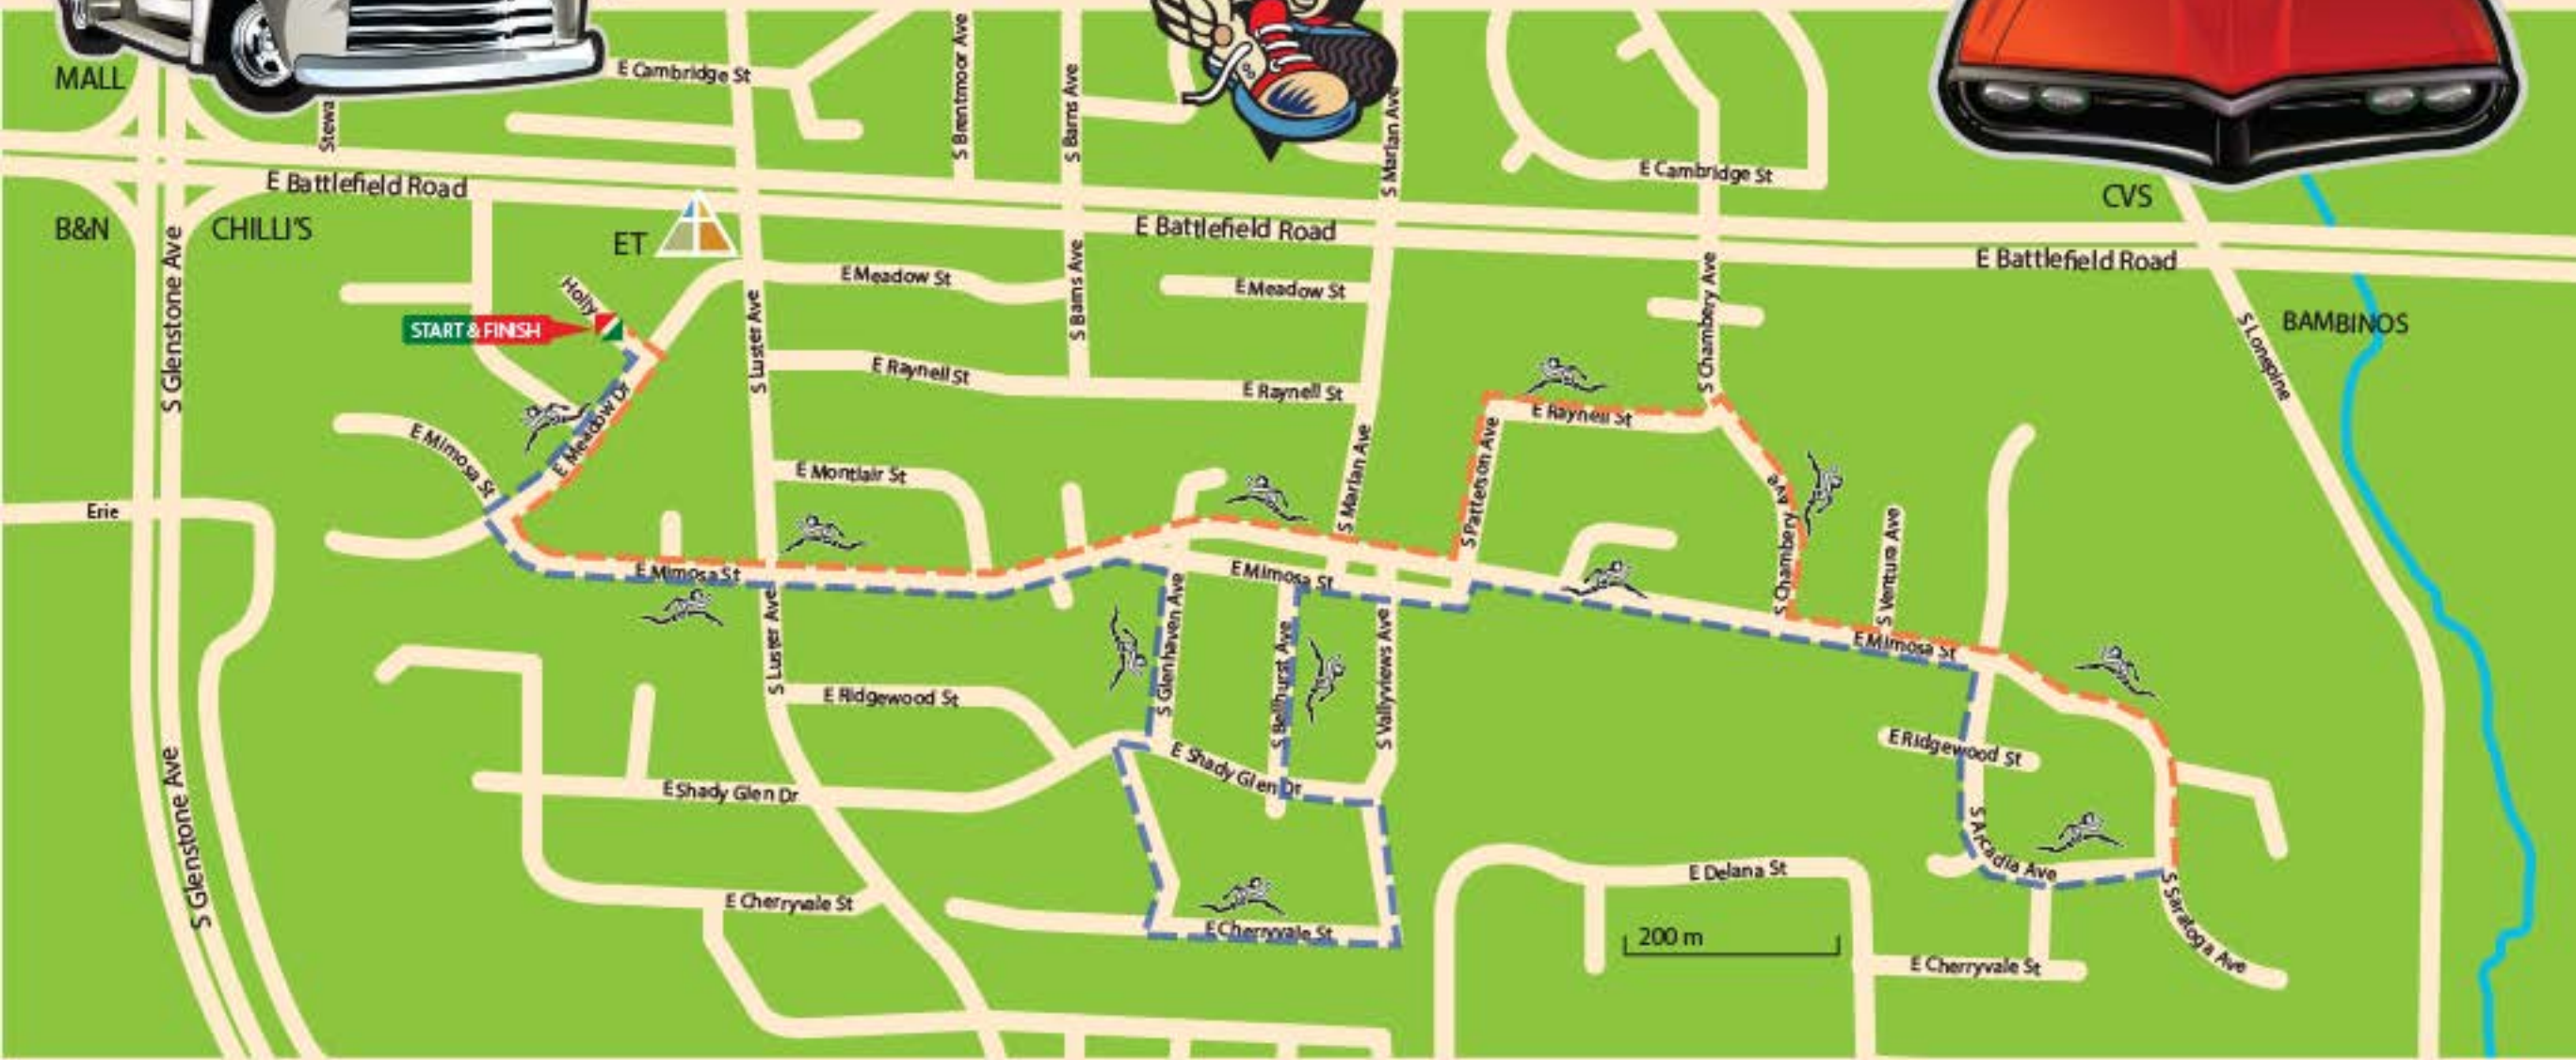 E Cambridge St
MALL
S Brentmoor Ave
S Barns Ave
S Marlan Ave
Stewa
E Cambridge St
E Battlefield Road
CVS
B&N
CHILLI'S
ET
E Battlefield Road
E Battlefield Road
S Glenstone Ave
Holly
E Meadow St
S Barns Ave
E Meadow St
S Chambery Ave
S Lonepine
BAMBINOS
START & FINISH
S Luster Ave
E Raynell St
E Raynell St
E Raynell St
E Meadow Dr
E Mimosa St
E Montlair St
S Marlan Ave
S Patterson Ave
S Chambery Ave
Erie
S Ventura Ave
E Mimosa St
E Mimosa St
E Mimosa St
S Luster Ave
S Glenhaven Ave
S Bellhurst Ave
S Vallyviews Ave
E Ridgewood St
E Ridgewood St
E Shady Glen Dr
E Shady Glen Dr
S Glenstone Ave
S Arcadia Ave
E Delana St
S Saratoga Ave
E Cherryvale St
E Cherryvale St
200 m
E Cherryvale St